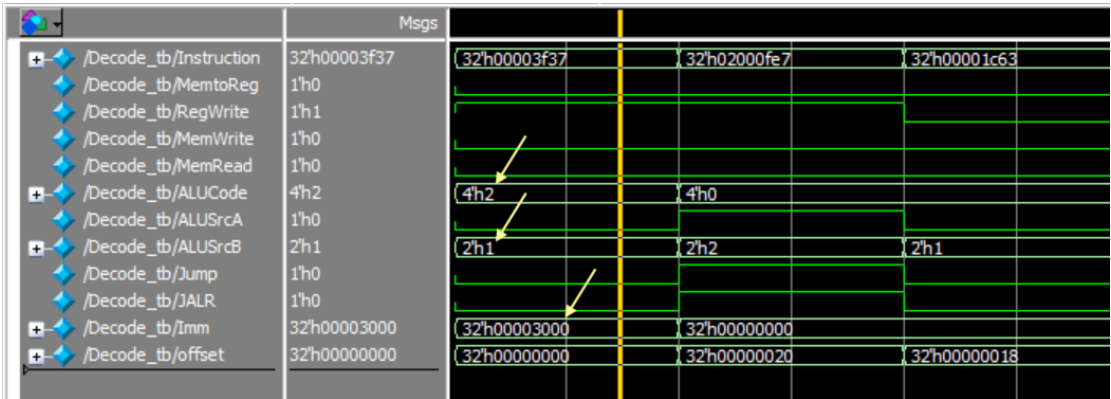 Msgs
/Decode_tb/Instruction 32'h00003f37 32'h00003f37 32'h02000fe7 32'h00001c63
/Decode_tb/MemtoReg 1'h0
/Decode_tb/RegWrite 1'h1
/Decode_tb/MemWrite 1'h0
/Decode_tb/MemRead 1'h0
/Decode_tb/ALUCode 4'h2 4'h2 4'h0
/Decode_tb/ALUSrcA 1'h0
/Decode_tb/ALUSrcB 2'h1 2'h1 2'h2 2'h1
/Decode_tb/Jump 1'h0
/Decode_tb/JALR 1'h0
/Decode_tb/Imm 32'h00003000 32'h00003000 32'h00000000
/Decode_tb/offset 32'h00000000 32'h00000000 32'h00000020 32'h00000018